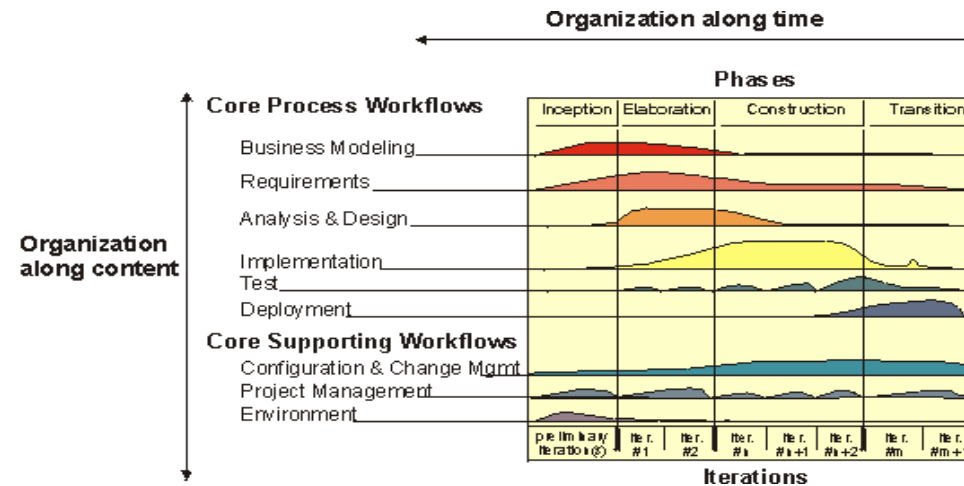 Organization along time
Phases
Core Process Workflows
Inception Elaboration Construction Transition
Business Modeling
Requirements
Analysis & Design
Organization
along content
Implementation
Test
Deployment
Core Supporting Workflows
Configuration & Change Mgmt
Project Management
Environment
preliminary
iteration(s)
Iter.
#1
Iter.
#2
Iter.
#n
Iter.
#n+1
Iter.
#n+2
Iter.
#m
Iter.
#m+1
Iterations